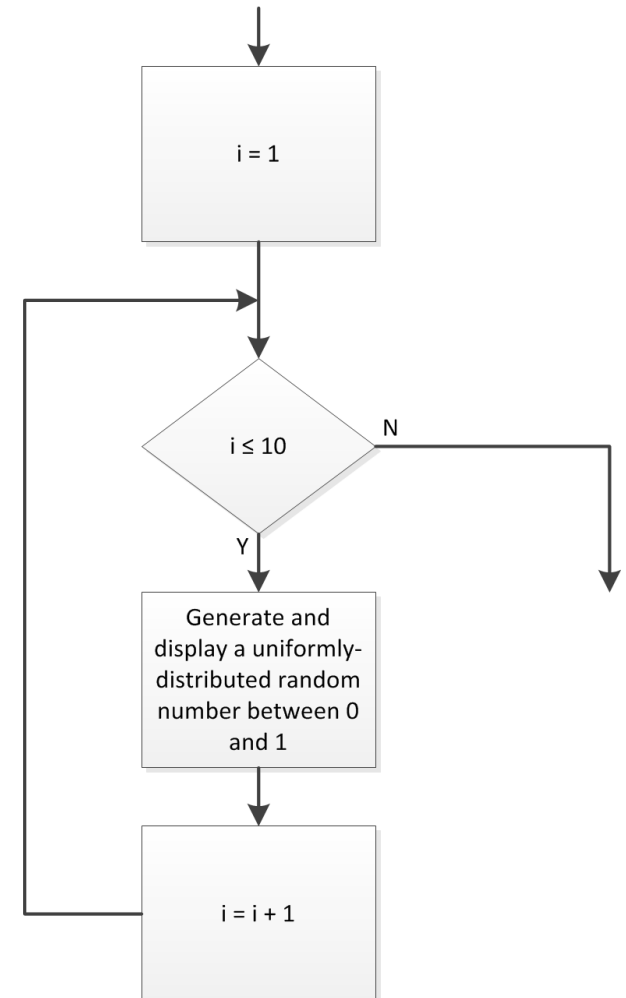 i = 1
i ≤ 10
N
Y
Generate and
display a uniformly-
distributed random
number between 0
and 1
i = i + 1